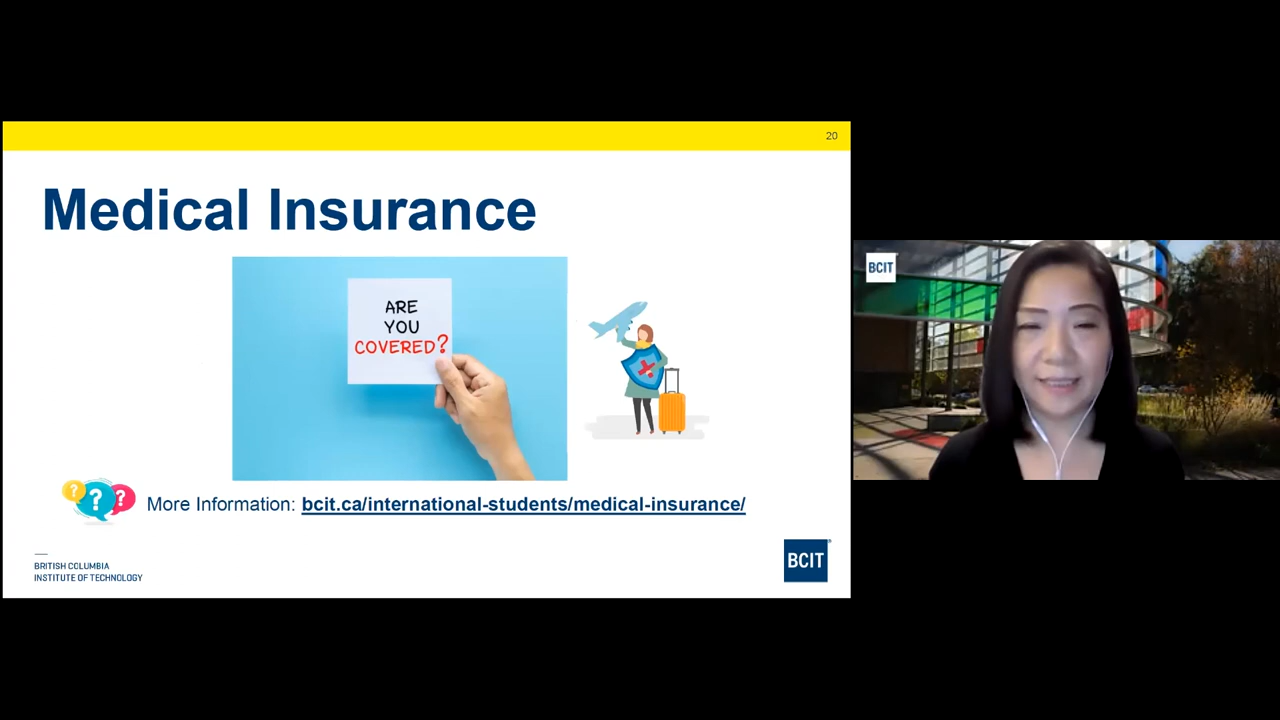 20
Medical Insurance
ARE
YOU
COVERED?
More Information: bcit.ca/international-students/medical-insurance/
BRITISH COLUMBIA
INSTITUTE OF TECHNOLOGY
BCIT
BCIT